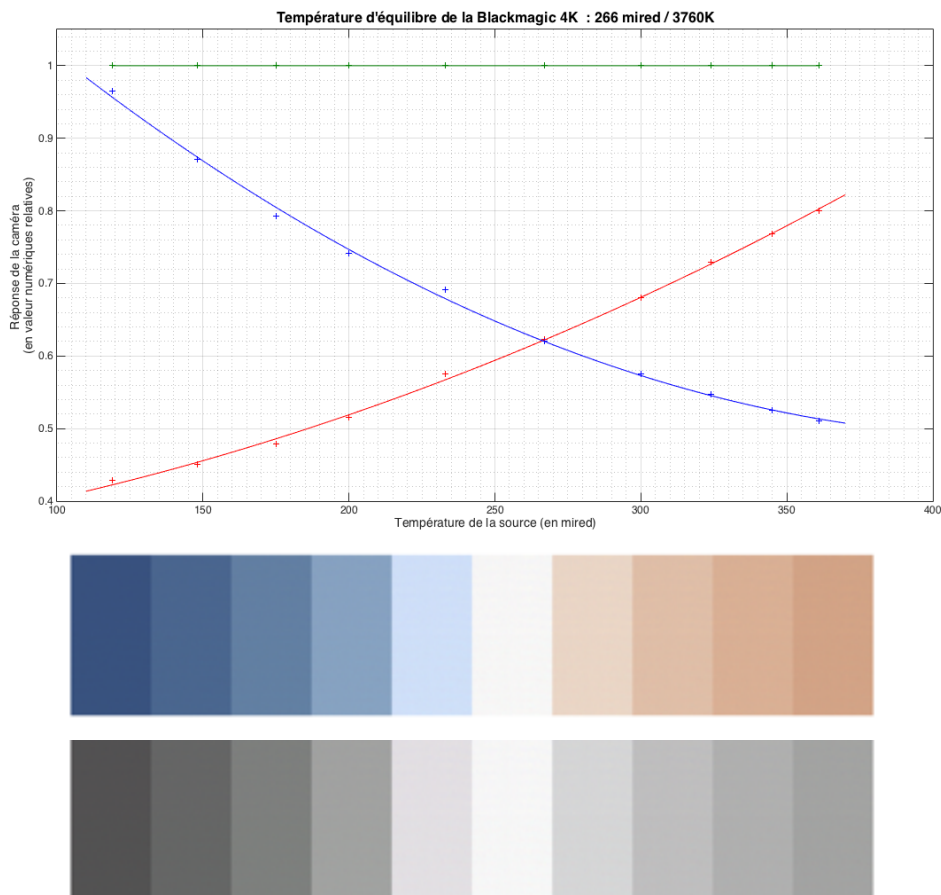 Température d'équilibre de la Blackmagic 4K : 266 mired / 3760K
1
0.9
0.8
0.7
0.6
0.5
0.4
Réponse de la caméra
(en valeur numériques relatives)
100 150 200 250 300 350 400
Température de la source (en mired)